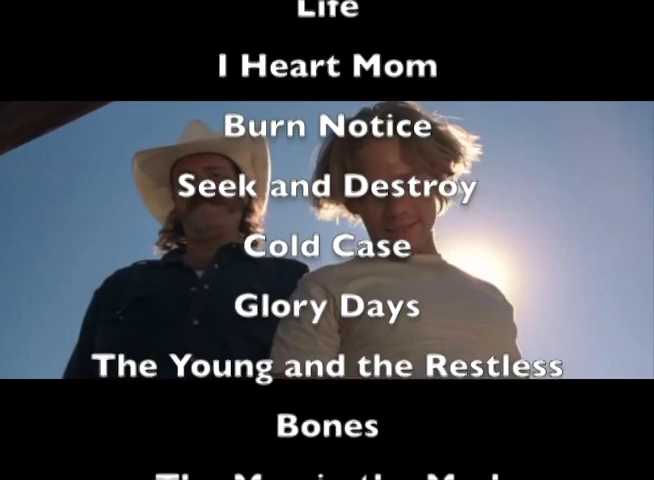 Life
I Heart Mom
Burn Notice
Seek and Destroy
Cold Case
Glory Days
The Young and the Restless
Bones